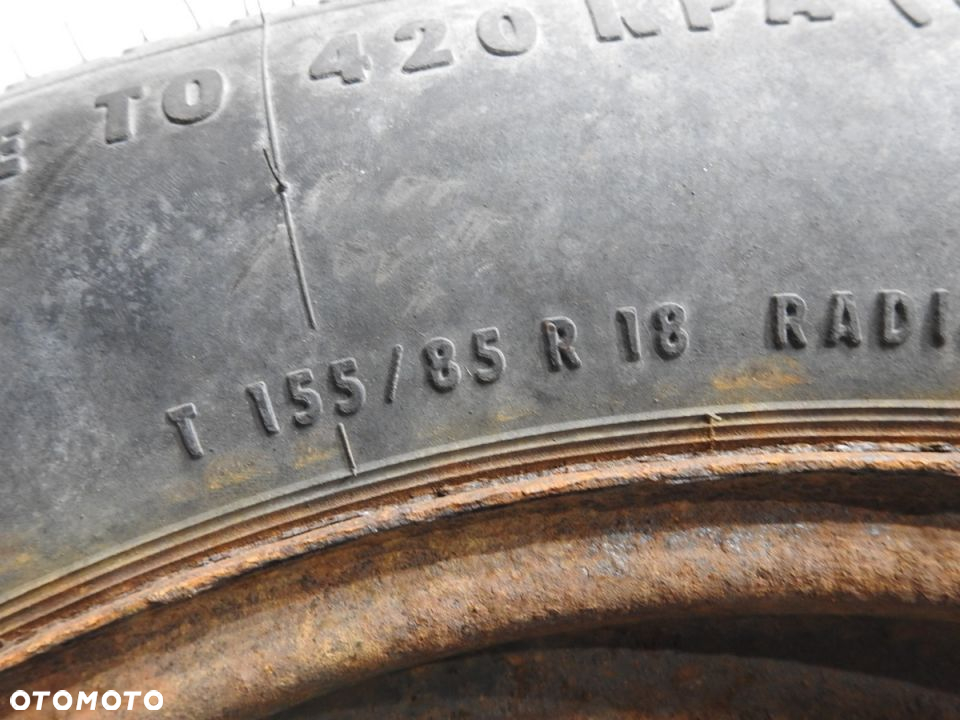 TO 420 KPA (
T 155/85 R 18 RADI
OTOMOTO